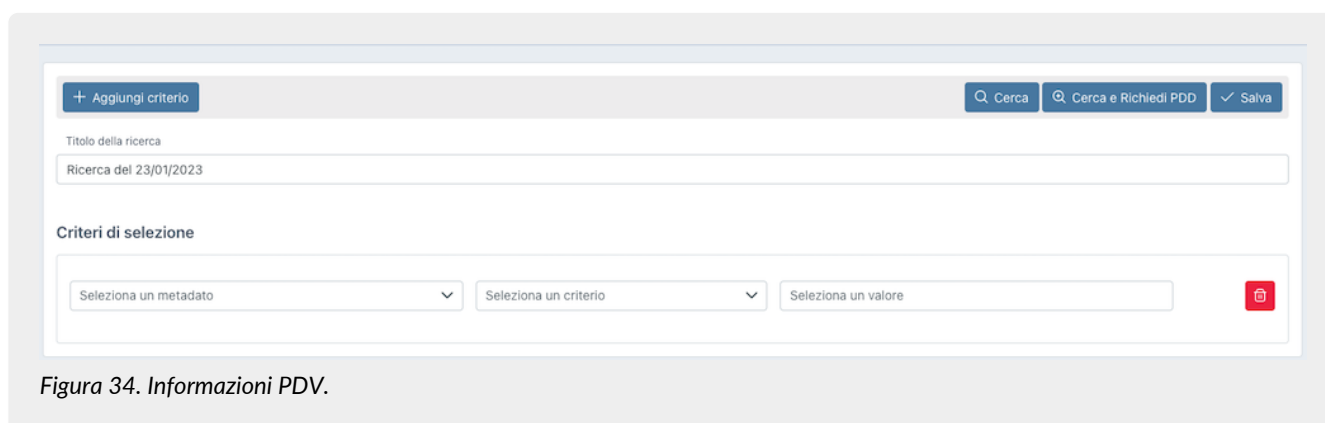 + Aggiungi criterio Cerca Cerca e Richiedi PDD Salva
Titolo della ricerca
Ricerca del 23/01/2023
Criteri di selezione
Seleziona un metadato Seleziona un criterio Seleziona un valore
Figura 34. Informazioni PDV.